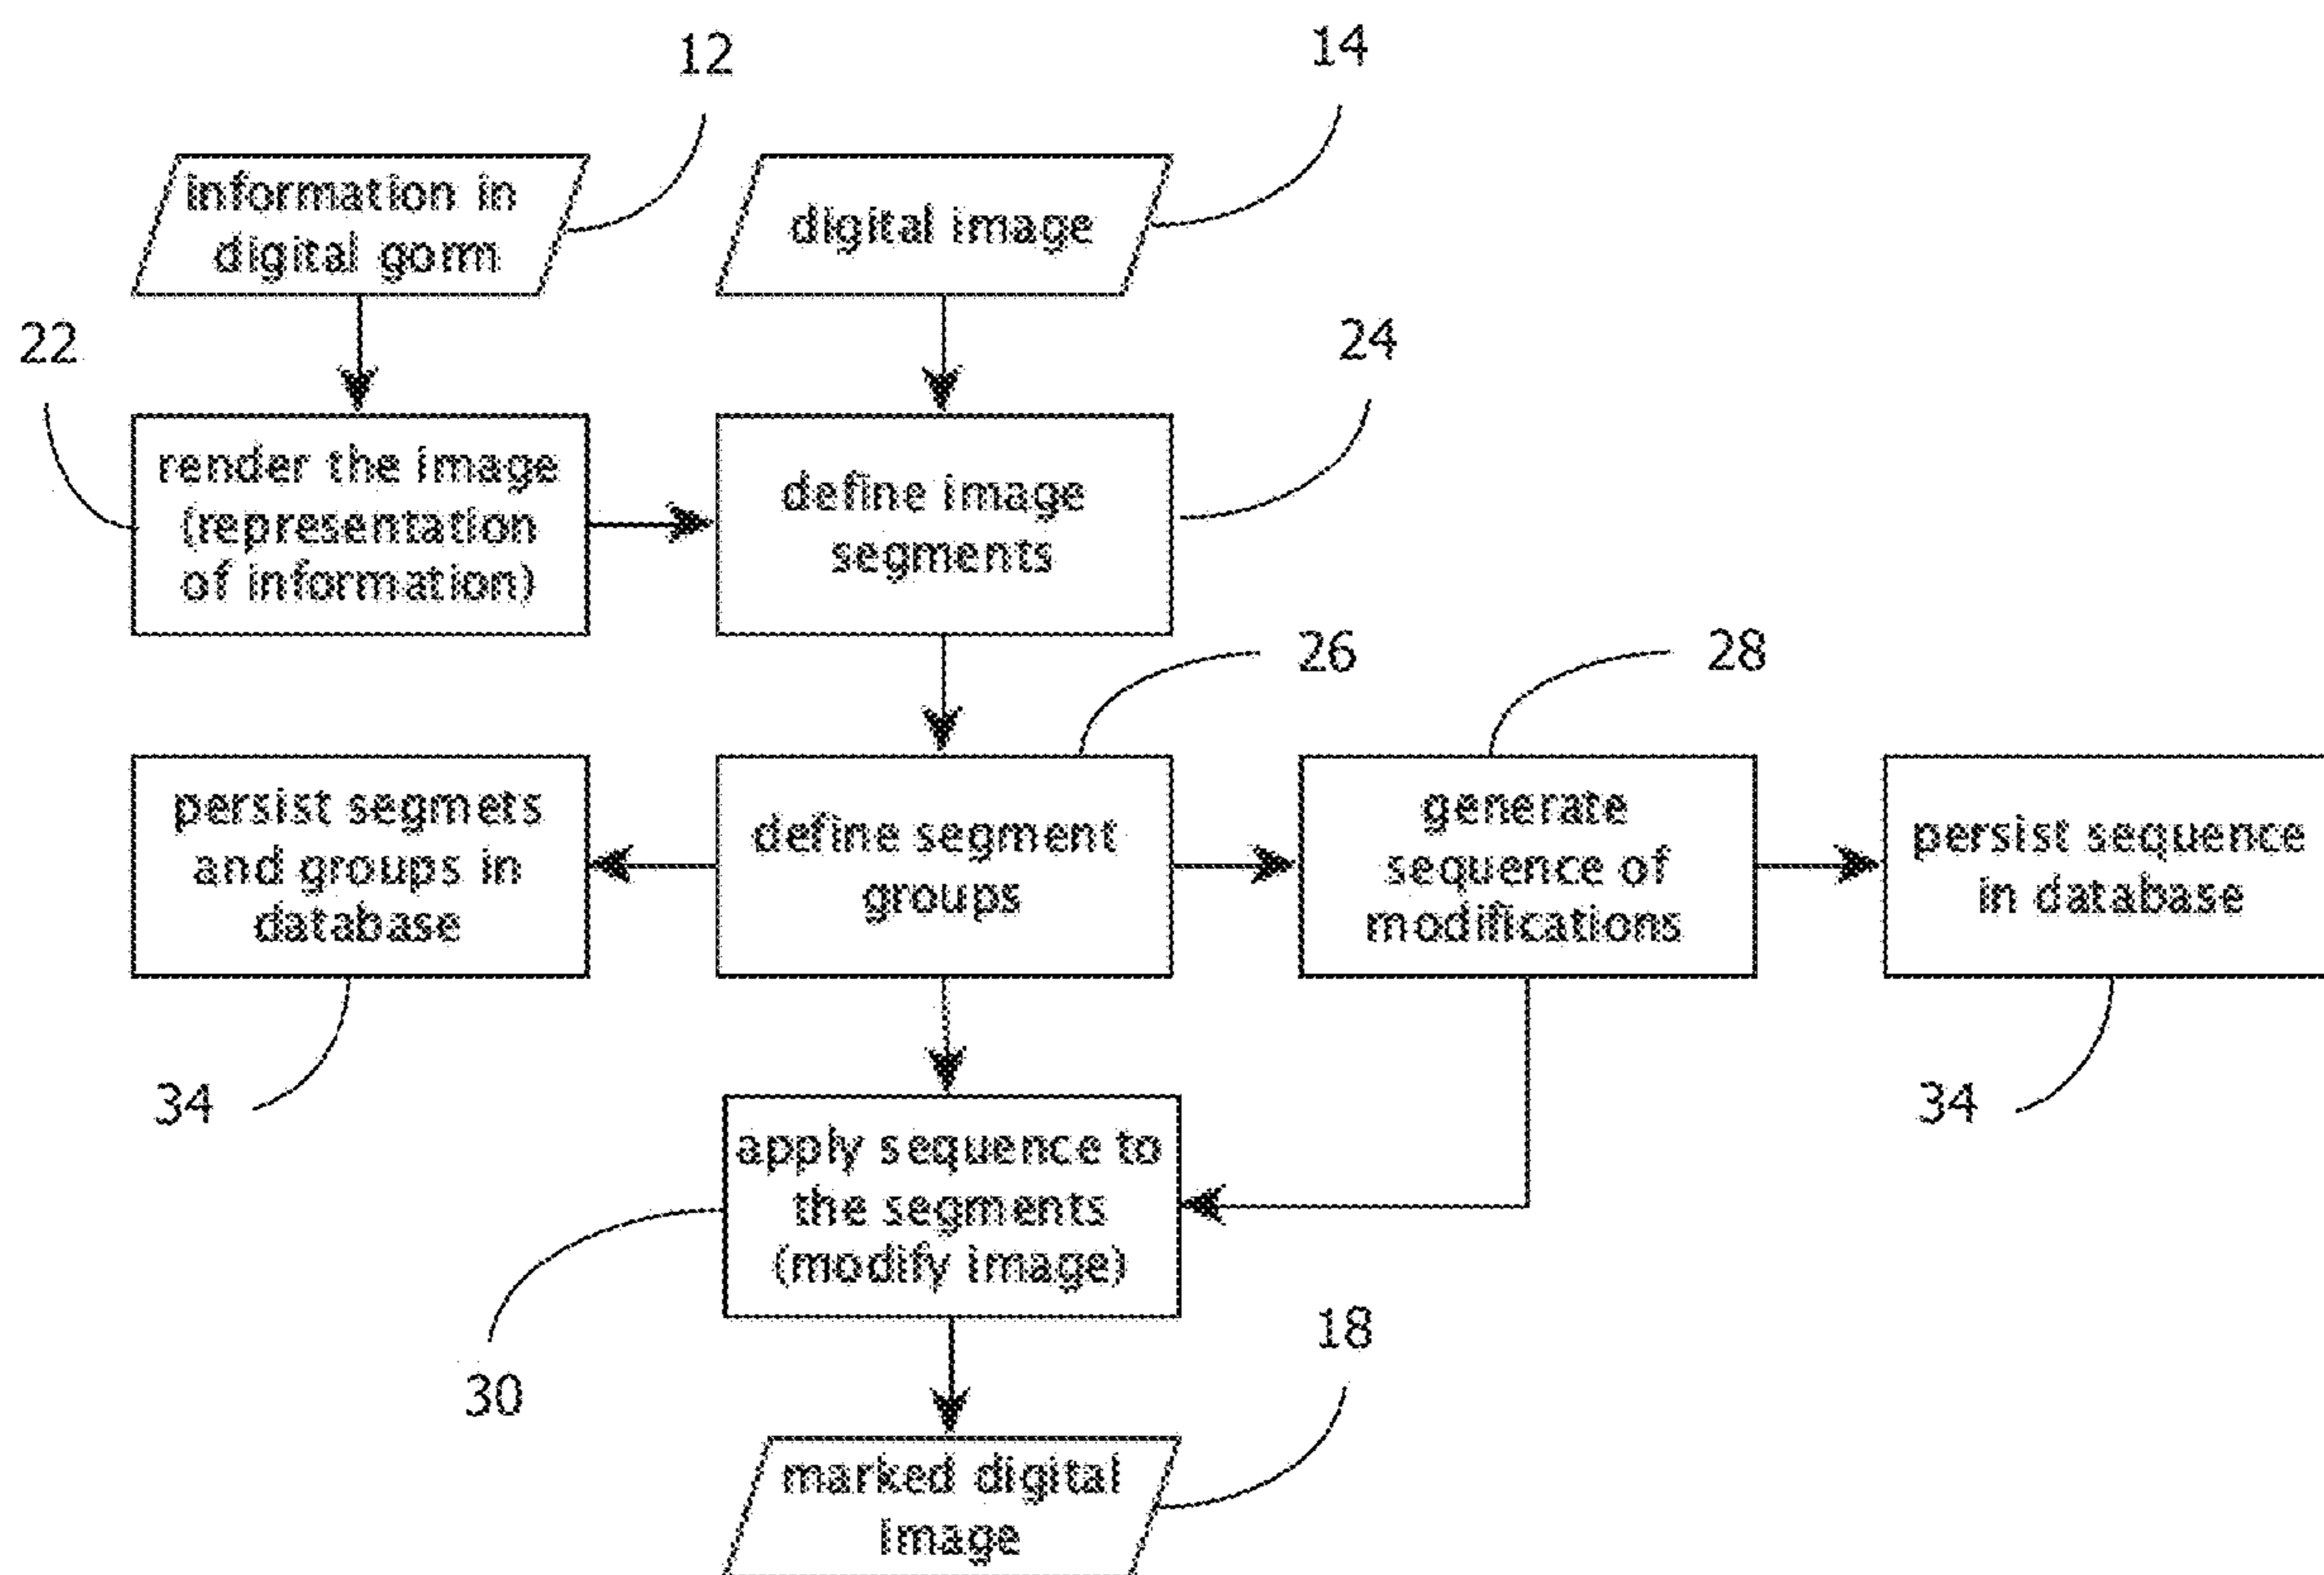 12
14
information in
digital gorm
digital image
22
24
render the image
(representation
of information)
define image
segments
26
28
persist segmets
and groups in
database
define segment
groups
generate
sequence of
modifications
persist sequence
in database
34
34
apply sequence to
the segments
(modify image)
30
18
marked digital
image